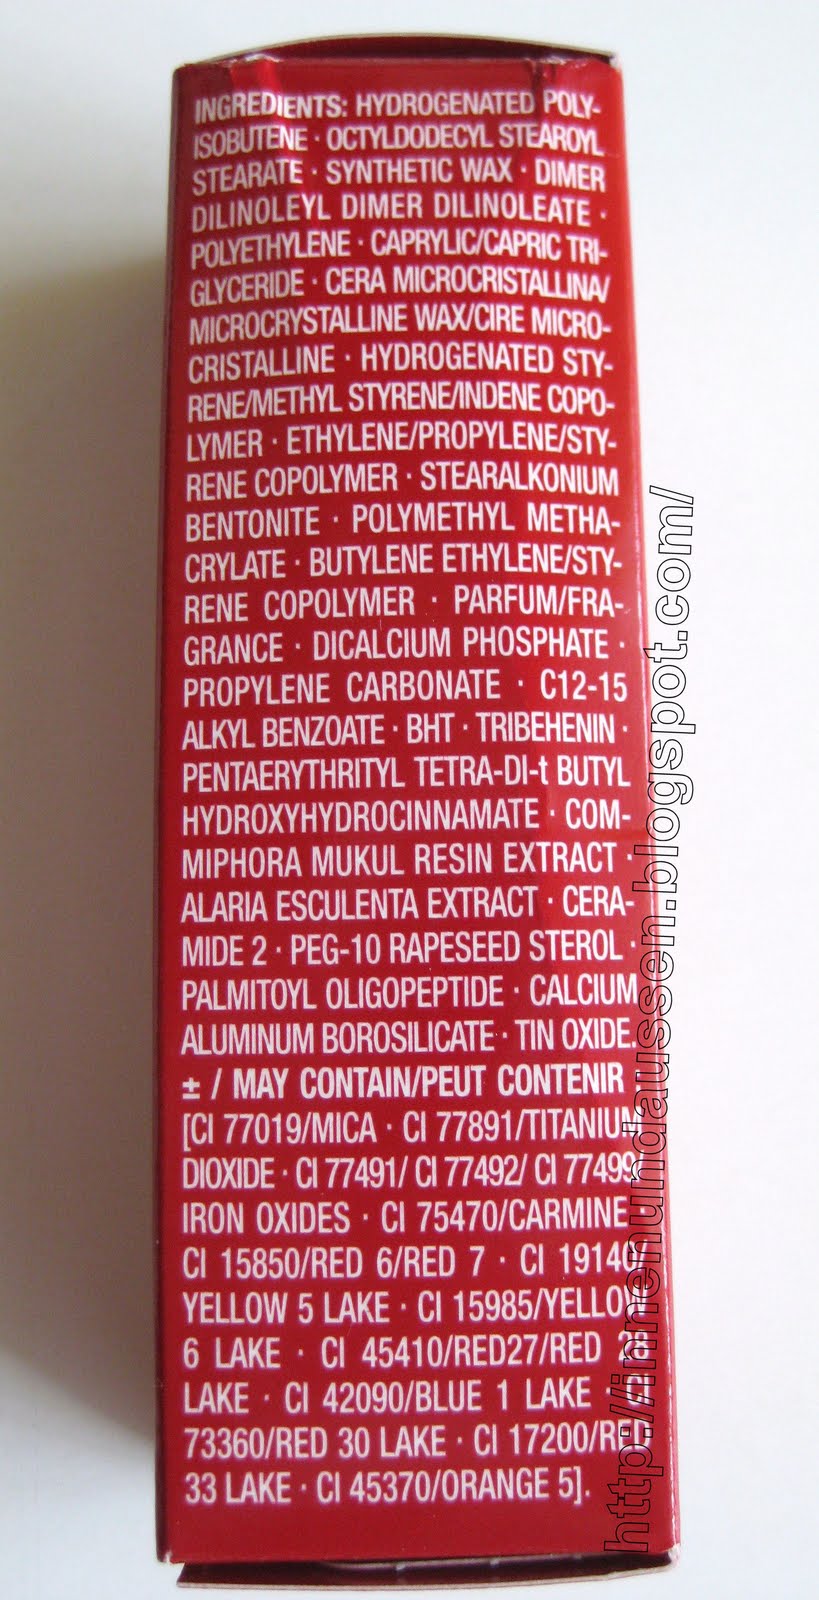 INGREDIENTS: HYDROGENATED POLY-
ISOBUTENE · OCTYLDODECYL STEAROYL
STEARATE · SYNTHETIC WAX · DIMER
DILINOLEYL DIMER DILINOLEATE ·
POLYETHYLENE · CAPRYLIC/CAPRIC TRI-
GLYCERIDE · CERA MICROCRISTALLINA/
MICROCRYSTALLINE WAX/CIRE MICRO-
CRISTALLINE · HYDROGENATED STY-
RENE/METHYL STYRENE/INDENE COPO-
LYMER · ETHYLENE/PROPYLENE/STY-
RENE COPOLYMER · STEARALKONIUM
BENTONITE · POLYMETHYL METHA-
CRYLATE · BUTYLENE ETHYLENE/STY-
RENE COPOLYMER · PARFUM/FRA-
GRANCE · DICALCIUM PHOSPHATE ·
PROPYLENE CARBONATE · C12-15
ALKYL BENZOATE · BHT · TRIBEHENIN ·
PENTAERYTHRITYL TETRA-DI-t BUTYL
HYDROXYHYDROCINNAMATE · COM-
MIPHORA MUKUL RESIN EXTRACT ·
ALARIA ESCULENTA EXTRACT · CERA-
MIDE 2 · PEG-10 RAPESEED STEROL ·
PALMITOYL OLIGOPEPTIDE · CALCIUM
ALUMINUM BOROSILICATE · TIN OXIDE.
± / MAY CONTAIN/PEUT CONTENIR :
[CI 77019/MICA · CI 77891/TITANIUM
DIOXIDE · CI 77491/ CI 77492/ CI 77499/
IRON OXIDES · CI 75470/CARMINE ·
CI 15850/RED 6/RED 7 · CI 19140/
YELLOW 5 LAKE · CI 15985/YELLOW
6 LAKE · CI 45410/RED27/RED
LAKE · CI 42090/BLUE 1 LAKE · CI
73360/RED 30 LAKE · CI 17200/RED
33 LAKE · CI 45370/ORANGE 5].
http://innenundaussen.blogspot.com/